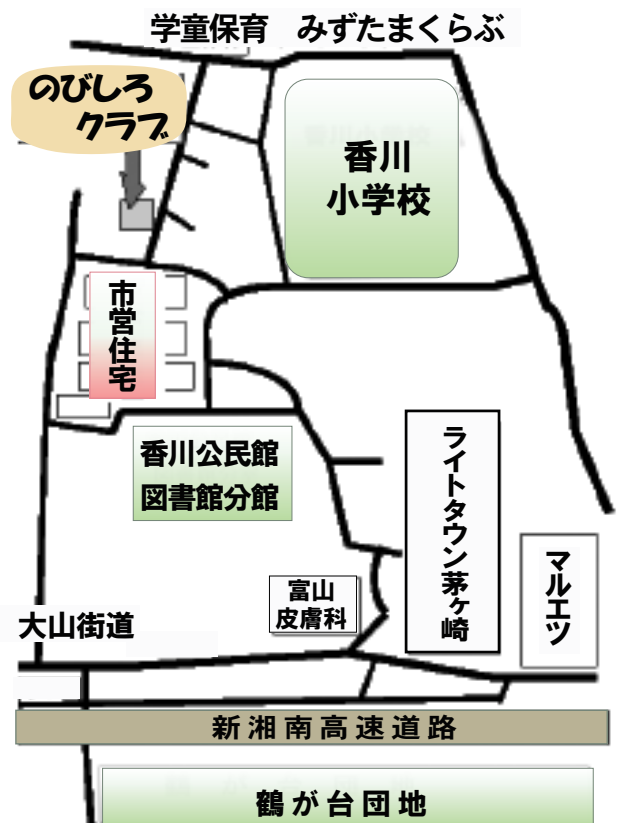 学童保育　みずたまくらぶ
のびしろ
クラブ
香川
小学校
市営住宅
香川公民館
図書館分館
ライトタウン茅ヶ崎
マルエツ
富山
皮膚科
大山街道
新湘南高速道路
鶴が台団地